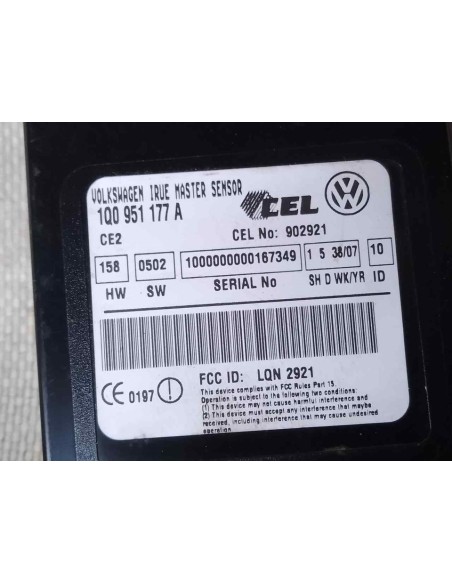 VOLKSWAGEN IRUE MASTER SENSOR
1Q0 951 177 A
CEL
CE2
CEL No: 902921
158 0502 1000000000167349 1 5 38/07 10
HW SW SERIAL No SH D WK/YR ID
FCC ID: LQN 2921
CE 0197
This device complies with FCC Rules Part 15.
Operation is subject to the following two conditions:
(1) This device may not cause harmful interference and
(2) This device must accept any interference that may be
received, including interference that may cause undesired
operation.